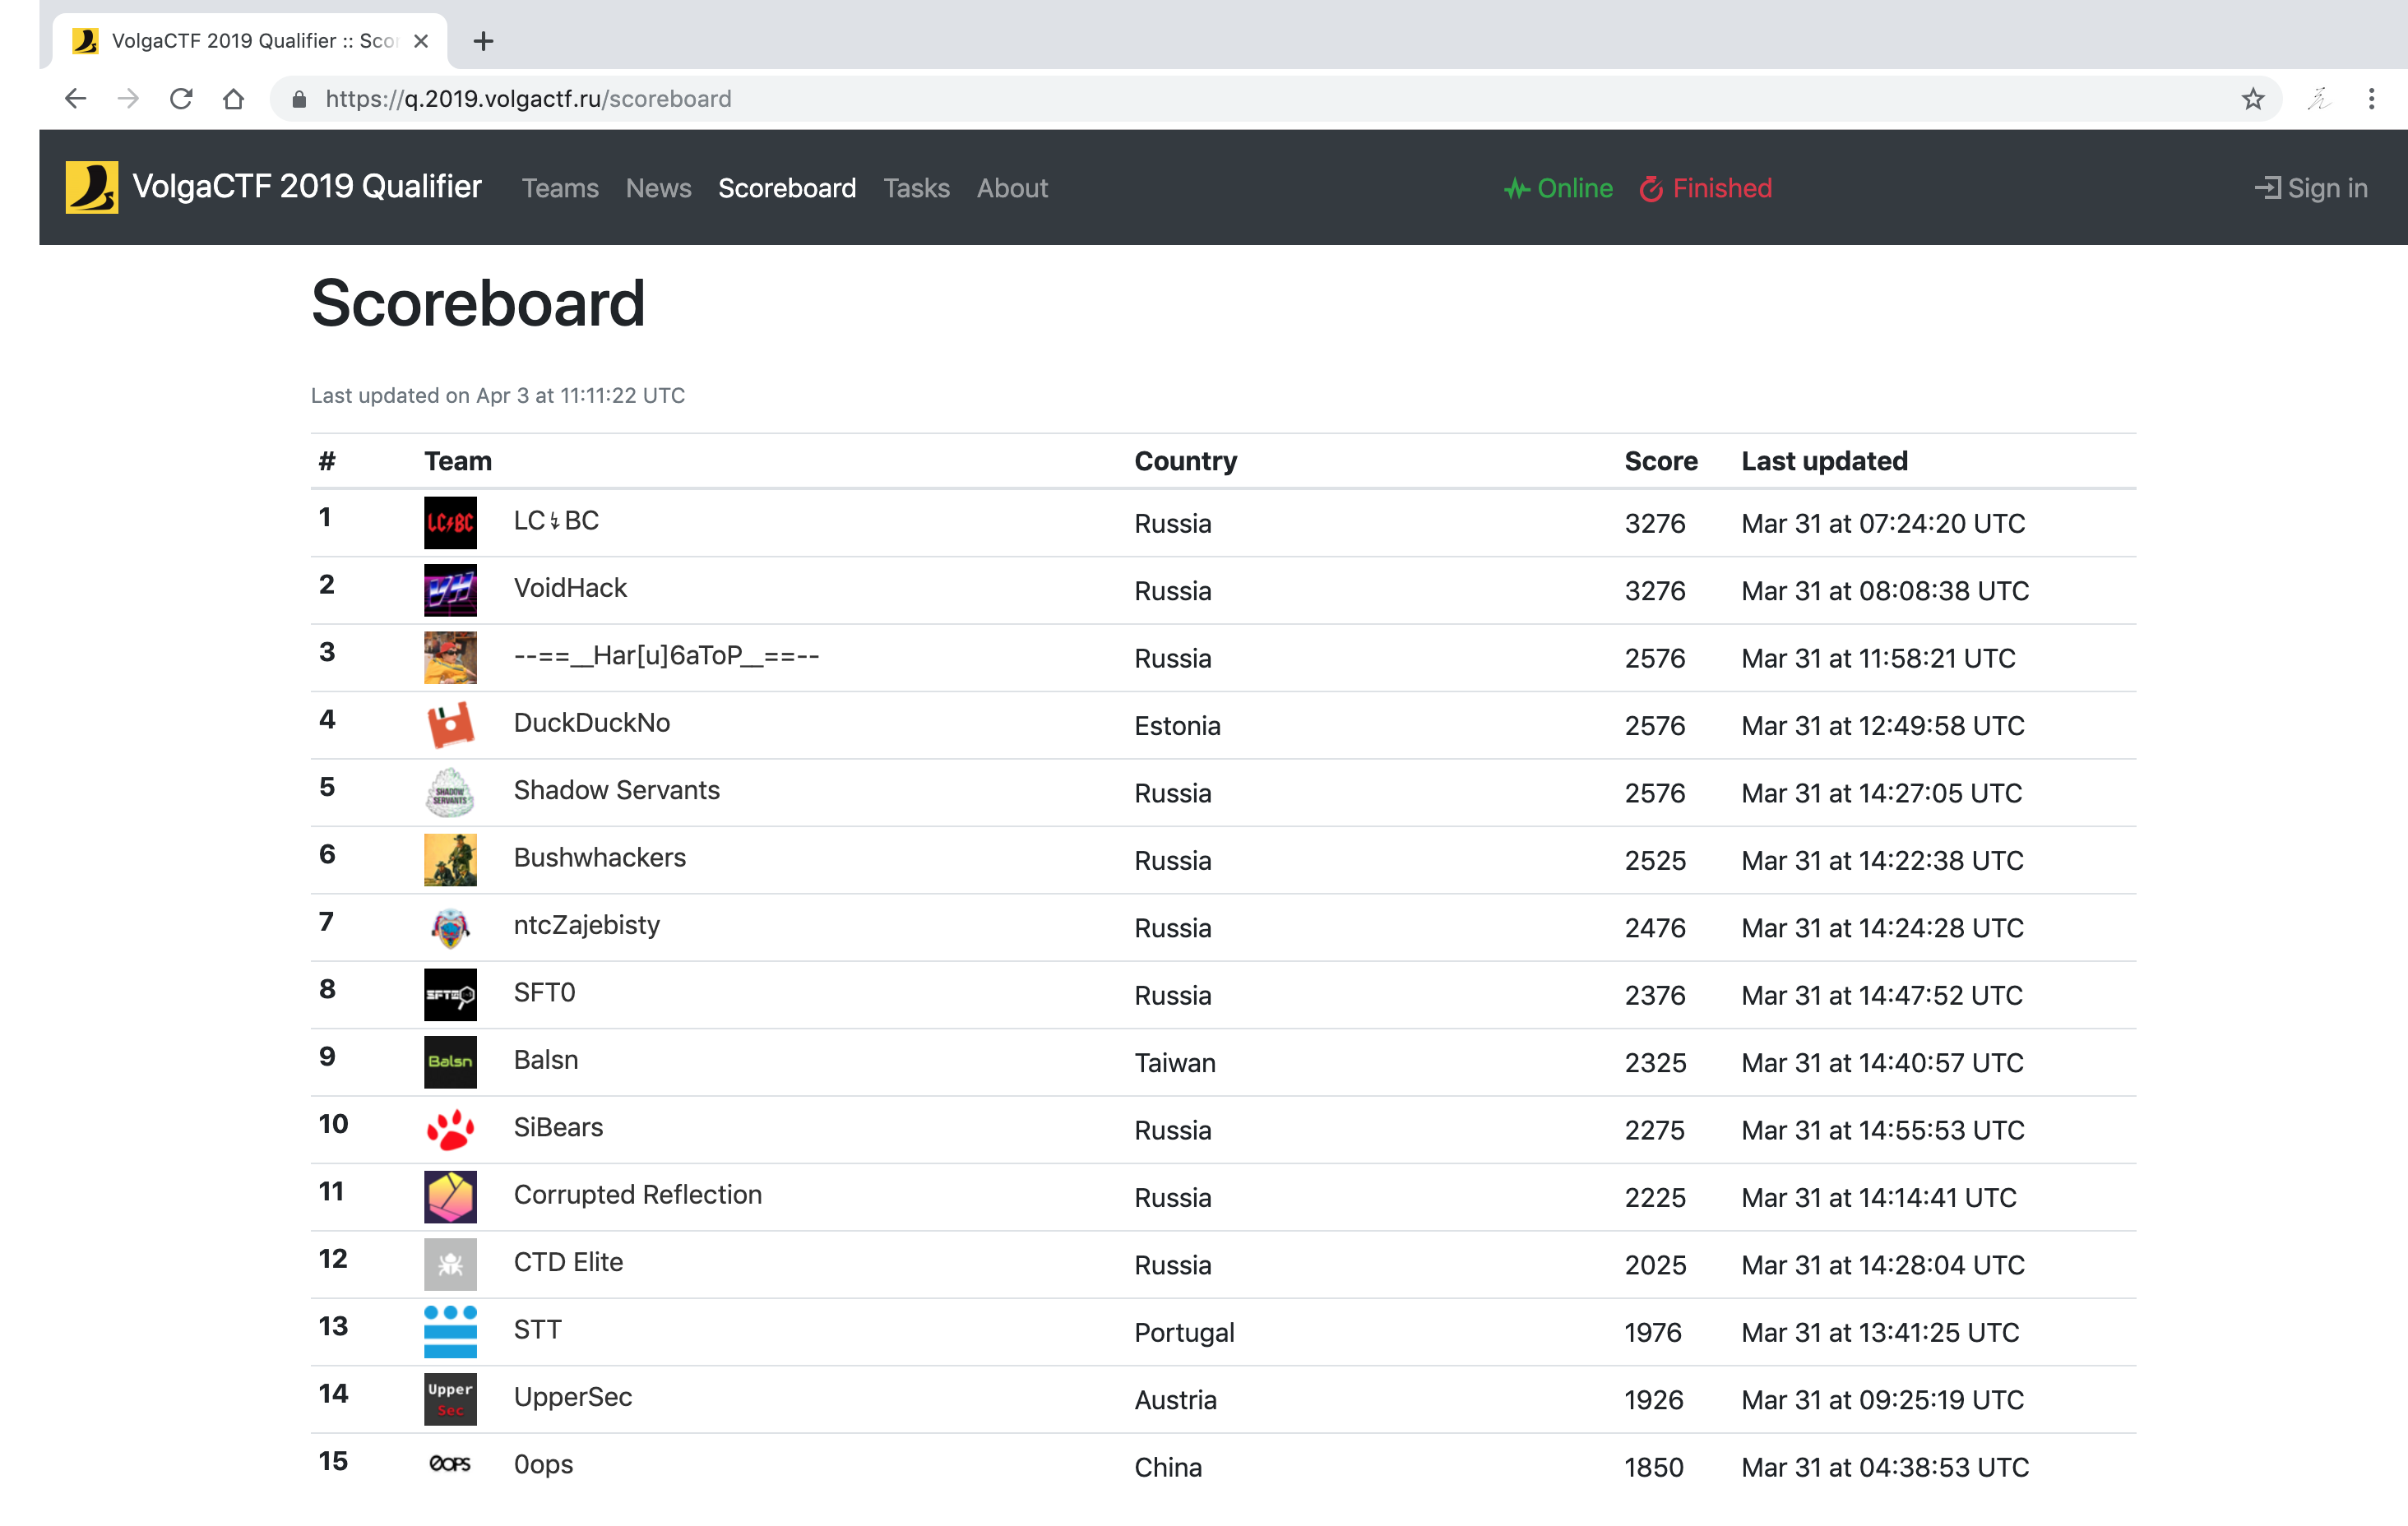 VolgaCTF 2019 Qualifier :: Sco
https://q.2019.volgactf.ru/scoreboard
VolgaCTF 2019 Qualifier Teams News Scoreboard Tasks About Online Finished Sign in
Scoreboard
Last updated on Apr 3 at 11:11:22 UTC
# Team Country Score Last updated
1 LC⚡BC LC↯BC Russia 3276 Mar 31 at 07:24:20 UTC
2 VH VoidHack Russia 3276 Mar 31 at 08:08:38 UTC
3 --==__Har[u]6aToP__==-- Russia 2576 Mar 31 at 11:58:21 UTC
4 DuckDuckNo Estonia 2576 Mar 31 at 12:49:58 UTC
5 SHADOW SERVANTS Shadow Servants Russia 2576 Mar 31 at 14:27:05 UTC
6 Bushwhackers Russia 2525 Mar 31 at 14:22:38 UTC
7 ntcZajebisty Russia 2476 Mar 31 at 14:24:28 UTC
8 SFT0 SFT0 Russia 2376 Mar 31 at 14:47:52 UTC
9 Balsn Balsn Taiwan 2325 Mar 31 at 14:40:57 UTC
10 SiBears Russia 2275 Mar 31 at 14:55:53 UTC
11 Corrupted Reflection Russia 2225 Mar 31 at 14:14:41 UTC
12 CTD Elite Russia 2025 Mar 31 at 14:28:04 UTC
13 STT Portugal 1976 Mar 31 at 13:41:25 UTC
14 Upper Sec UpperSec Austria 1926 Mar 31 at 09:25:19 UTC
15 0OPS 0ops China 1850 Mar 31 at 04:38:53 UTC